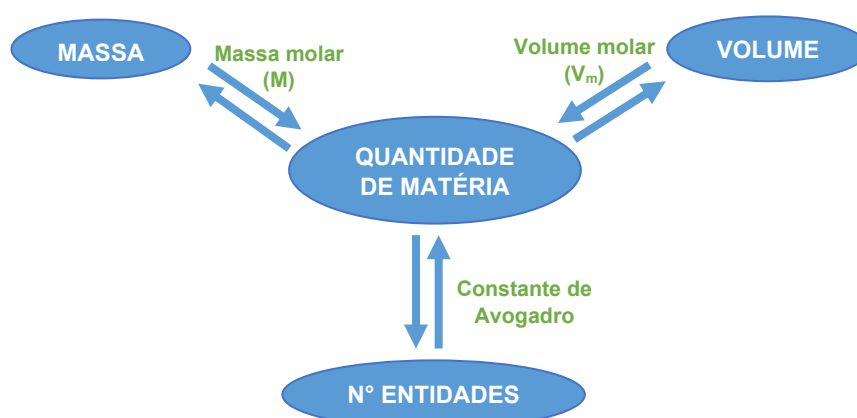 MASSA
Massa molar
(M)
Volume molar
(Vₘ)
VOLUME
QUANTIDADE
DE MATÉRIA
Constante de
Avogadro
N° ENTIDADES